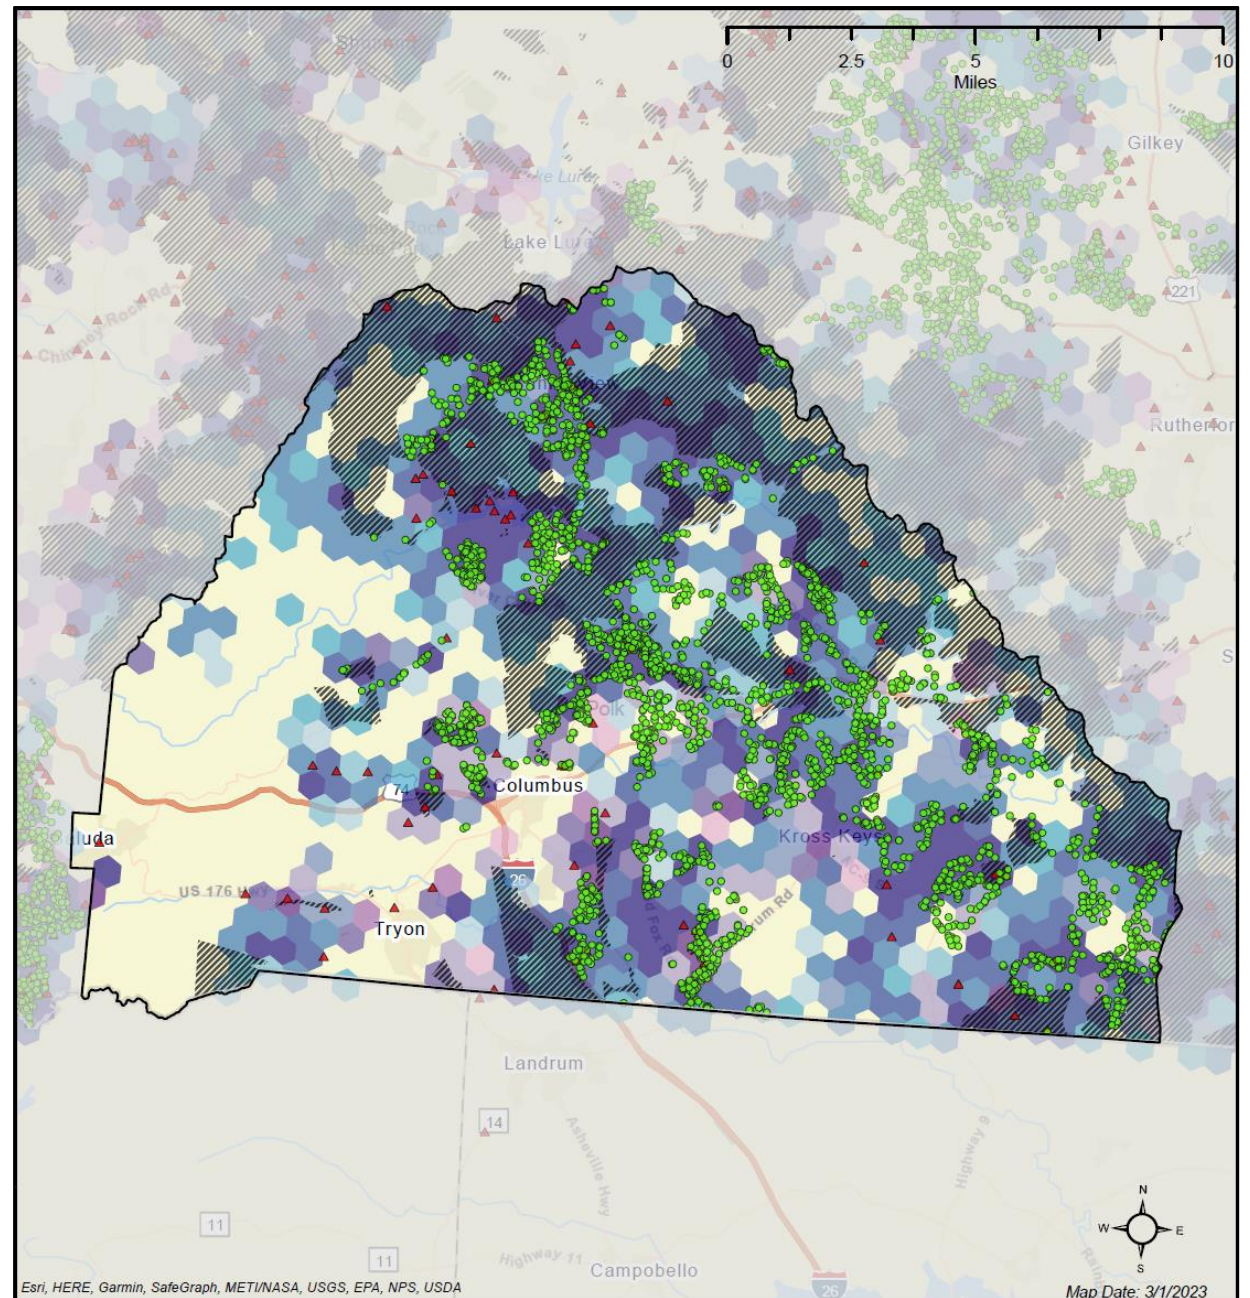 0 2.5 5 10
Miles
Gilkey
Lake Lure
221
Chimney Rock Rd
Polk
Columbus
74
Kross Keys
26
US 176 Hwy
Tryon
Landrum
14
Asheville Hwy
Highway 9
11
11
Highway 11
Campobello
26
N
W E
S
Esri, HERE, Garmin, SafeGraph, METI/NASA, USGS, EPA, NPS, USDA
Map Date: 3/1/2023